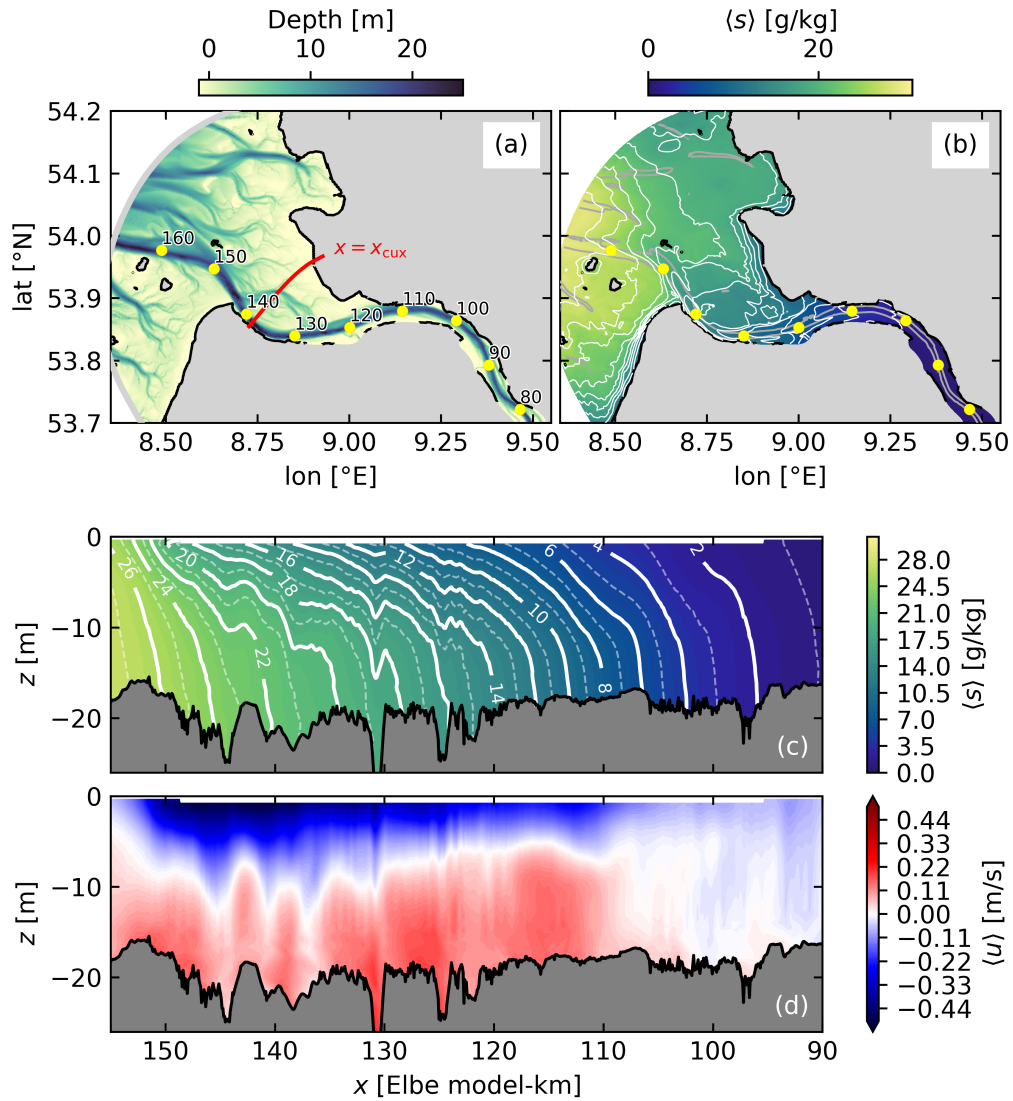 Depth [m]
0 10 20
⟨s⟩ [g/kg]
0 20
54.2
54.1
54.0
53.9
53.8
53.7
lat [°N]
(a)
x = x_cux
160
150
140
130
120
110
100
90
80
8.50 8.75 9.00 9.25 9.50
lon [°E]
(b)
8.50 8.75 9.00 9.25 9.50
lon [°E]
0
−10
−20
z [m]
26
24
20
22
18
16
12
14
10
6
8
4
2
(c)
28.0
24.5
21.0
17.5
14.0
10.5
7.0
3.5
0.0
⟨s⟩ [g/kg]
0
−10
−20
z [m]
(d)
0.44
0.33
0.22
0.11
0.00
−0.11
−0.22
−0.33
−0.44
⟨u⟩ [m/s]
150 140 130 120 110 100 90
x [Elbe model-km]